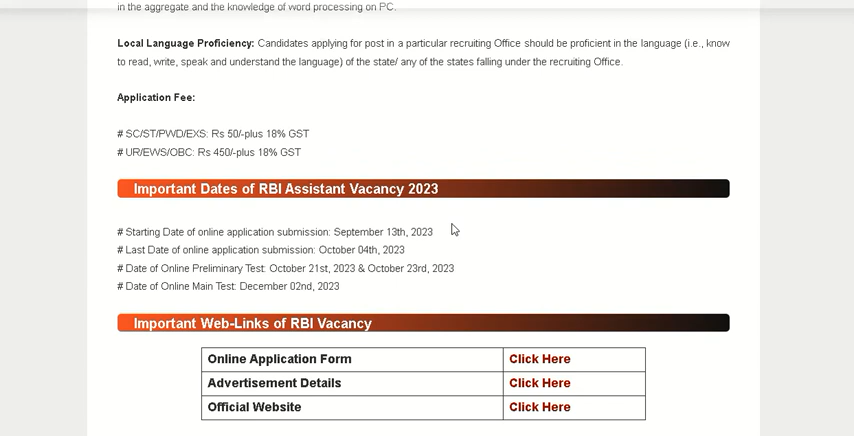 in the aggregate and the knowledge of word processing on PC.
Local Language Proficiency: Candidates applying for post in a particular recruiting Office should be proficient in the language (i.e., know
to read, write, speak and understand the language) of the state/ any of the states falling under the recruiting Office.
Application Fee:
# SC/ST/PWD/EXS: Rs 50/-plus 18% GST
# UR/EWS/OBC: Rs 450/-plus 18% GST
Important Dates of RBI Assistant Vacancy 2023
# Starting Date of online application submission: September 13th, 2023
# Last Date of online application submission: October 04th, 2023
# Date of Online Preliminary Test: October 21st, 2023 & October 23rd, 2023
# Date of Online Main Test: December 02nd, 2023
Important Web-Links of RBI Vacancy
Online Application Form Click Here
Advertisement Details Click Here
Official Website Click Here